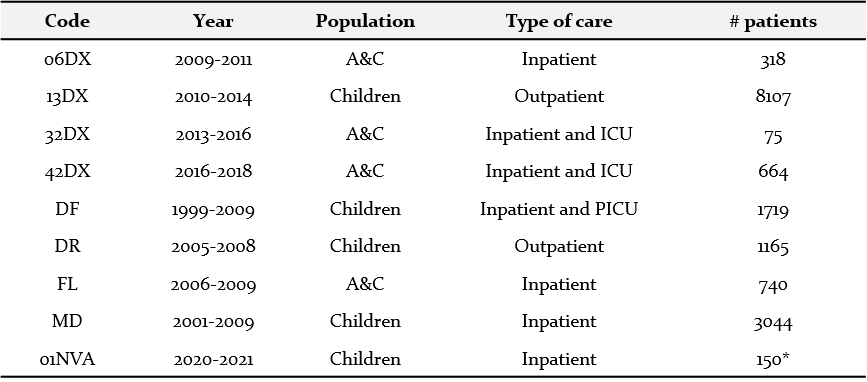 Code Year Population Type of care # patients
06DX 2009-2011 A&C Inpatient 318
13DX 2010-2014 Children Outpatient 8107
32DX 2013-2016 A&C Inpatient and ICU 75
42DX 2016-2018 A&C Inpatient and ICU 664
DF 1999-2009 Children Inpatient and PICU 1719
DR 2005-2008 Children Outpatient 1165
FL 2006-2009 A&C Inpatient 740
MD 2001-2009 Children Inpatient 3044
01NVA 2020-2021 Children Inpatient 150*